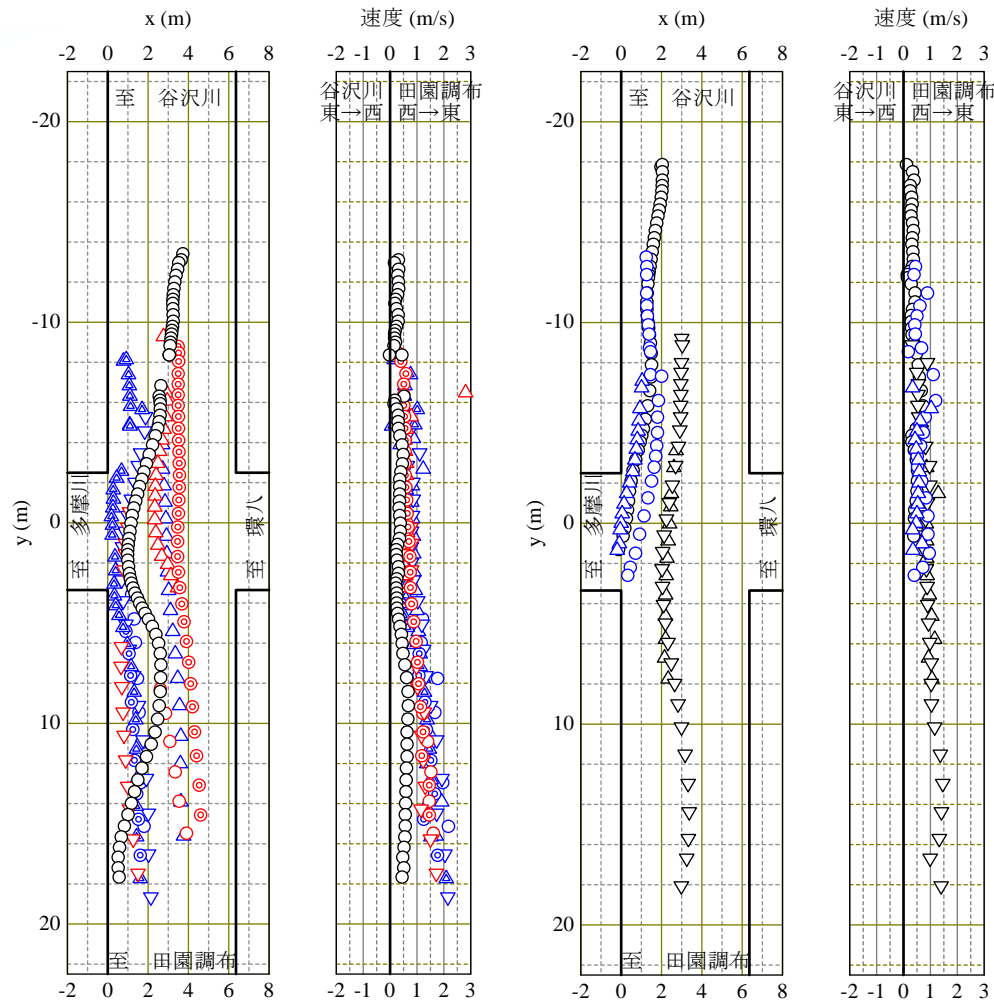 x (m) 速度 (m/s) x (m) 速度 (m/s)
-2 0 2 4 6 8 -2 -1 0 1 2 3 -2 0 2 4 6 8 -2 -1 0 1 2 3
至 谷沢川
谷沢川 東→西
田園調布 西→東
至 谷沢川
谷沢川 東→西
田園調布 西→東
-20 -20
-10 -10
y (m) 0 y (m) 0
至 多摩川
至 環八
至 多摩川
至 環八
10 10
20 20
至 田園調布
至 田園調布
-2 0 2 4 6 8 -2 -1 0 1 2 3 -2 0 2 4 6 8 -2 -1 0 1 2 3